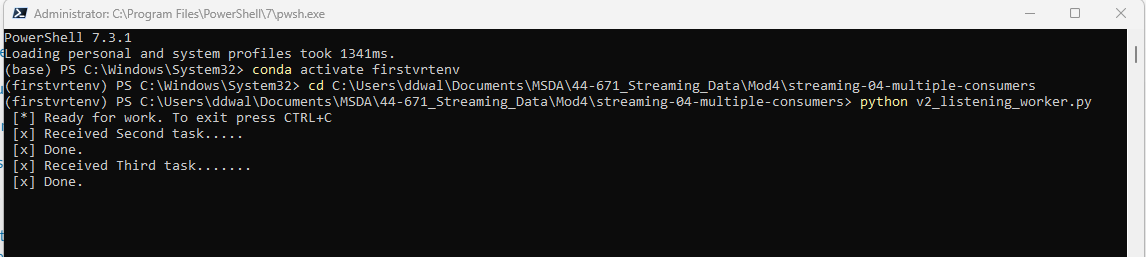 Administrator: C:\Program Files\PowerShell\7\pwsh.exe
PowerShell 7.3.1
Loading personal and system profiles took 1341ms.
(base) PS C:\Windows\System32> conda activate firstvrtenv
(firstvrtenv) PS C:\Windows\System32> cd C:\Users\ddwal\Documents\MSDA\44-671_Streaming_Data\Mod4\streaming-04-multiple-consumers
(firstvrtenv) PS C:\Users\ddwal\Documents\MSDA\44-671_Streaming_Data\Mod4\streaming-04-multiple-consumers> python v2_listening_worker.py
[*] Ready for work. To exit press CTRL+C
[x] Received Second task.....
[x] Done.
[x] Received Third task.......
[x] Done.